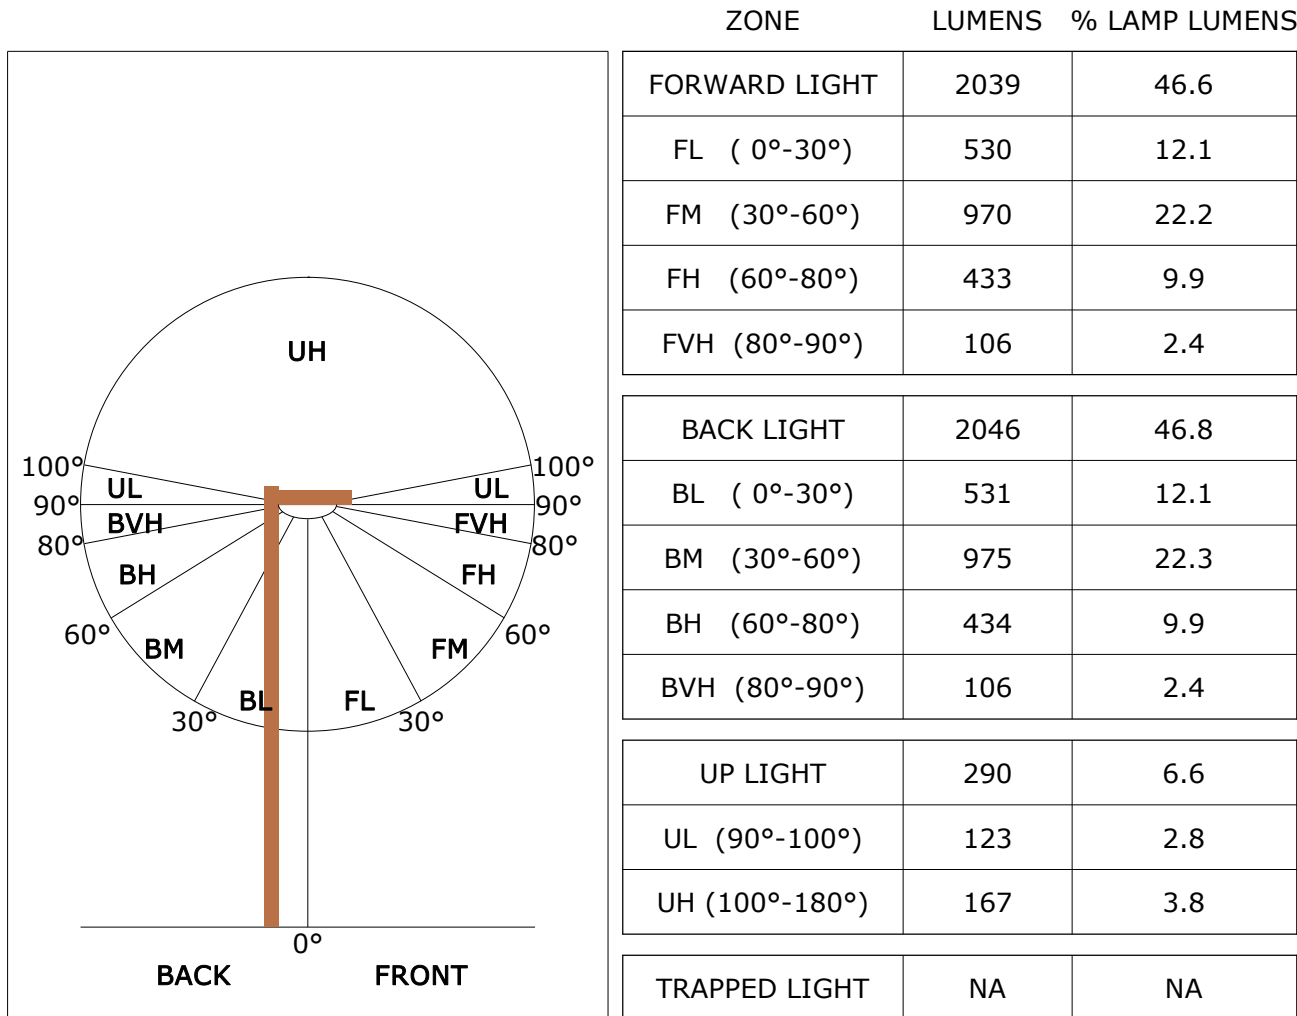 ZONE LUMENS % LAMP LUMENS
FORWARD LIGHT 2039 46.6
FL ( 0°-30°) 530 12.1
FM (30°-60°) 970 22.2
FH (60°-80°) 433 9.9
FVH (80°-90°) 106 2.4
BACK LIGHT 2046 46.8
BL ( 0°-30°) 531 12.1
BM (30°-60°) 975 22.3
BH (60°-80°) 434 9.9
BVH (80°-90°) 106 2.4
UP LIGHT 290 6.6
UL (90°-100°) 123 2.8
UH (100°-180°) 167 3.8
TRAPPED LIGHT NA NA
UH
100° 100°
UL UL
90° 90°
BVH FVH
80° 80°
BH FH
60° 60°
BM FM
BL FL
30° 30°
0°
BACK FRONT